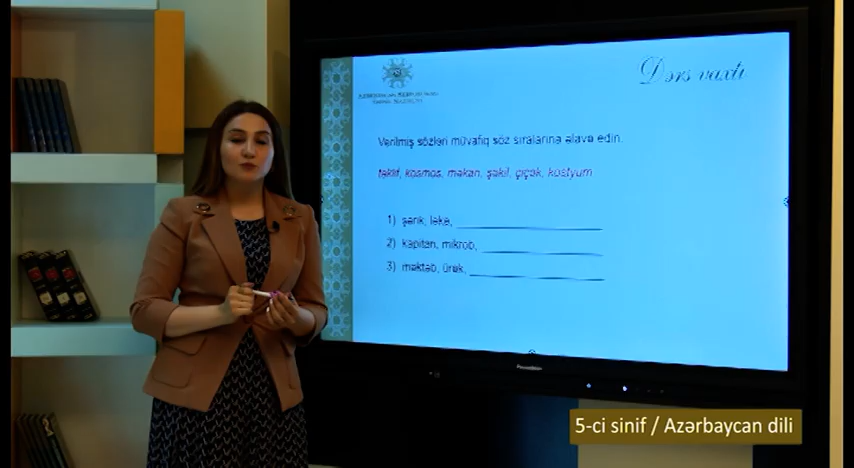 Dərs vaxtı
Verilmiş sözləri müvafiq söz sıralarına əlavə edin.
təklif, kosmos, məkan, şəkil, çiçək, kostyum
1) şərik, ləkə,
2) kapitan, mikrob,
3) məktəb, ürək,
5-ci sinif / Azərbaycan dili